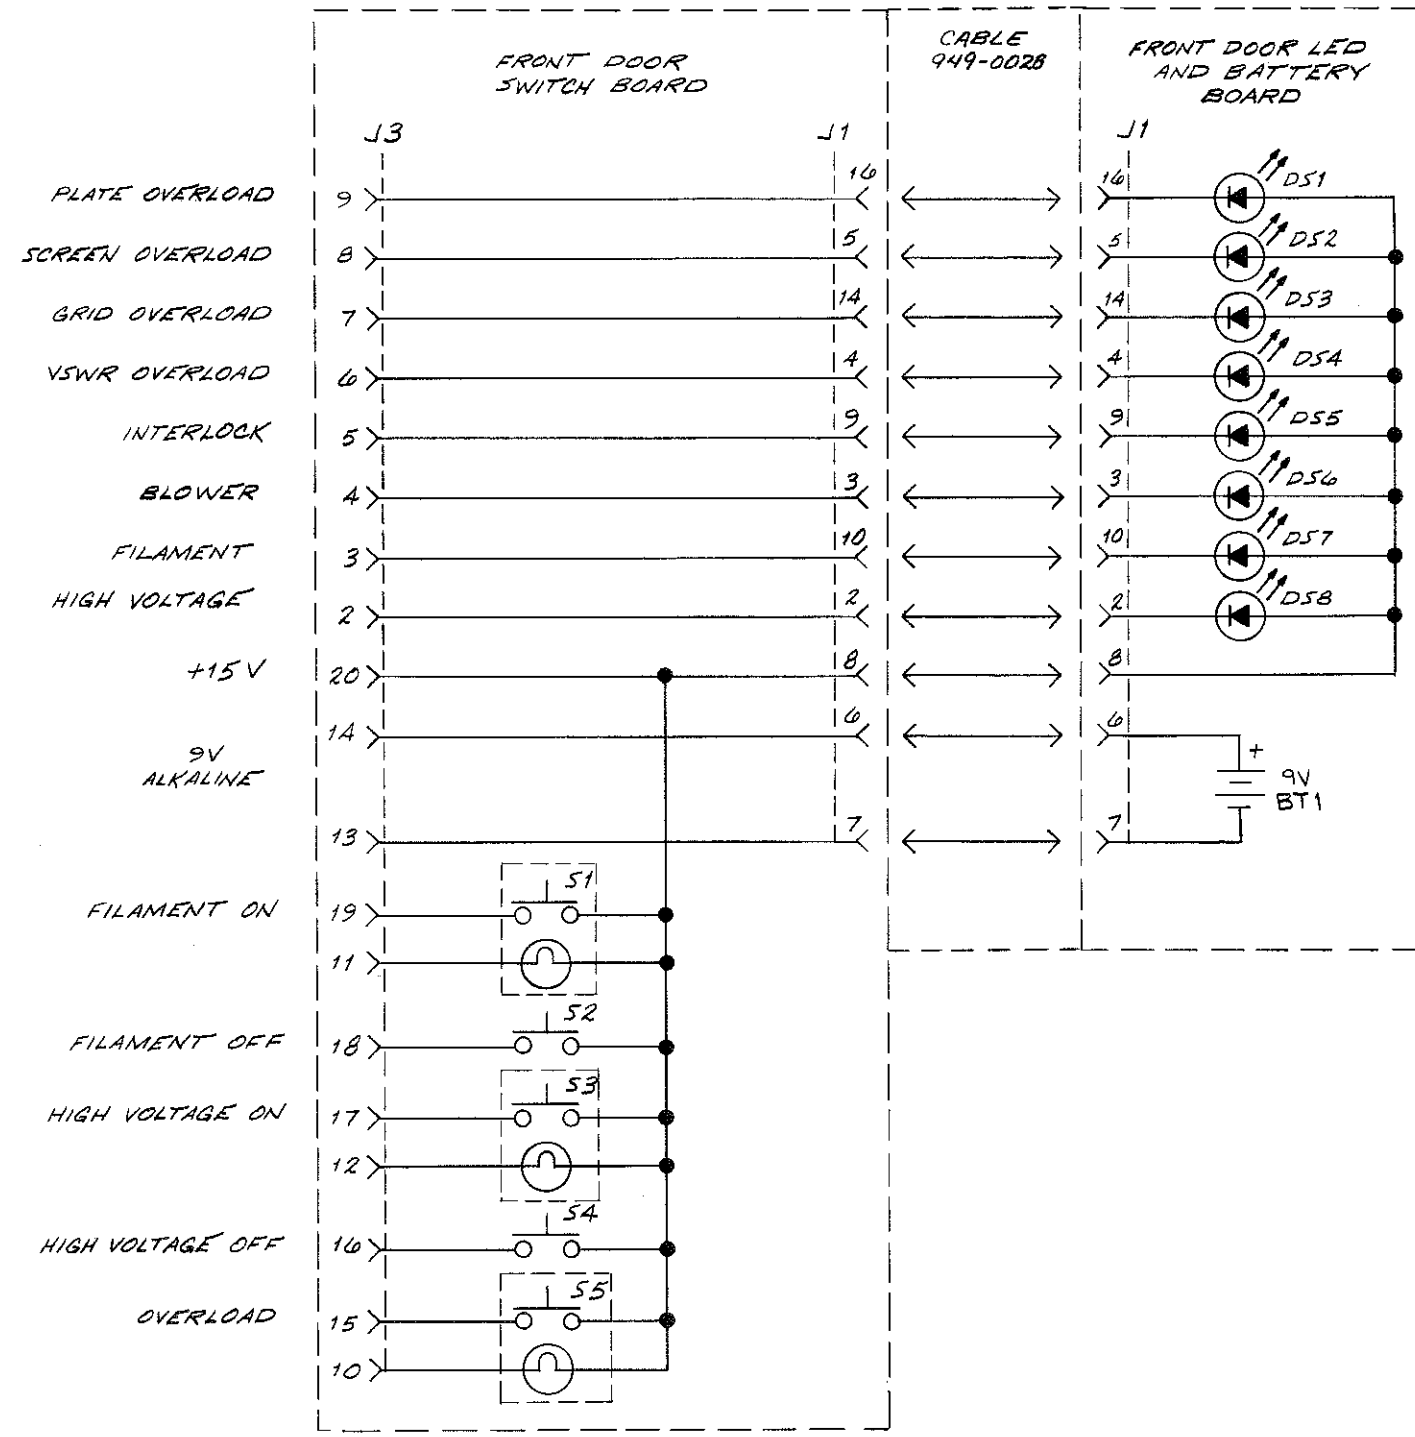 FRONT DOOR
SWITCH BOARD
CABLE
949-0028
FRONT DOOR LED
AND BATTERY
BOARD
J3 J1 J1
PLATE OVERLOAD 9 16 16 DS1
SCREEN OVERLOAD 8 5 5 DS2
GRID OVERLOAD 7 14 14 DS3
VSWR OVERLOAD 6 4 4 DS4
INTERLOCK 5 9 9 DS5
BLOWER 4 3 3 DS6
FILAMENT 3 10 10 DS7
HIGH VOLTAGE 2 2 2 DS8
+15V 20 8 8
14 6 6
9V
ALKALINE
+
9V
BT1
13 7 7
S1
FILAMENT ON 19
11
S2
FILAMENT OFF 18
S3
HIGH VOLTAGE ON 17
12
S4
HIGH VOLTAGE OFF 16
S5
OVERLOAD 15
10